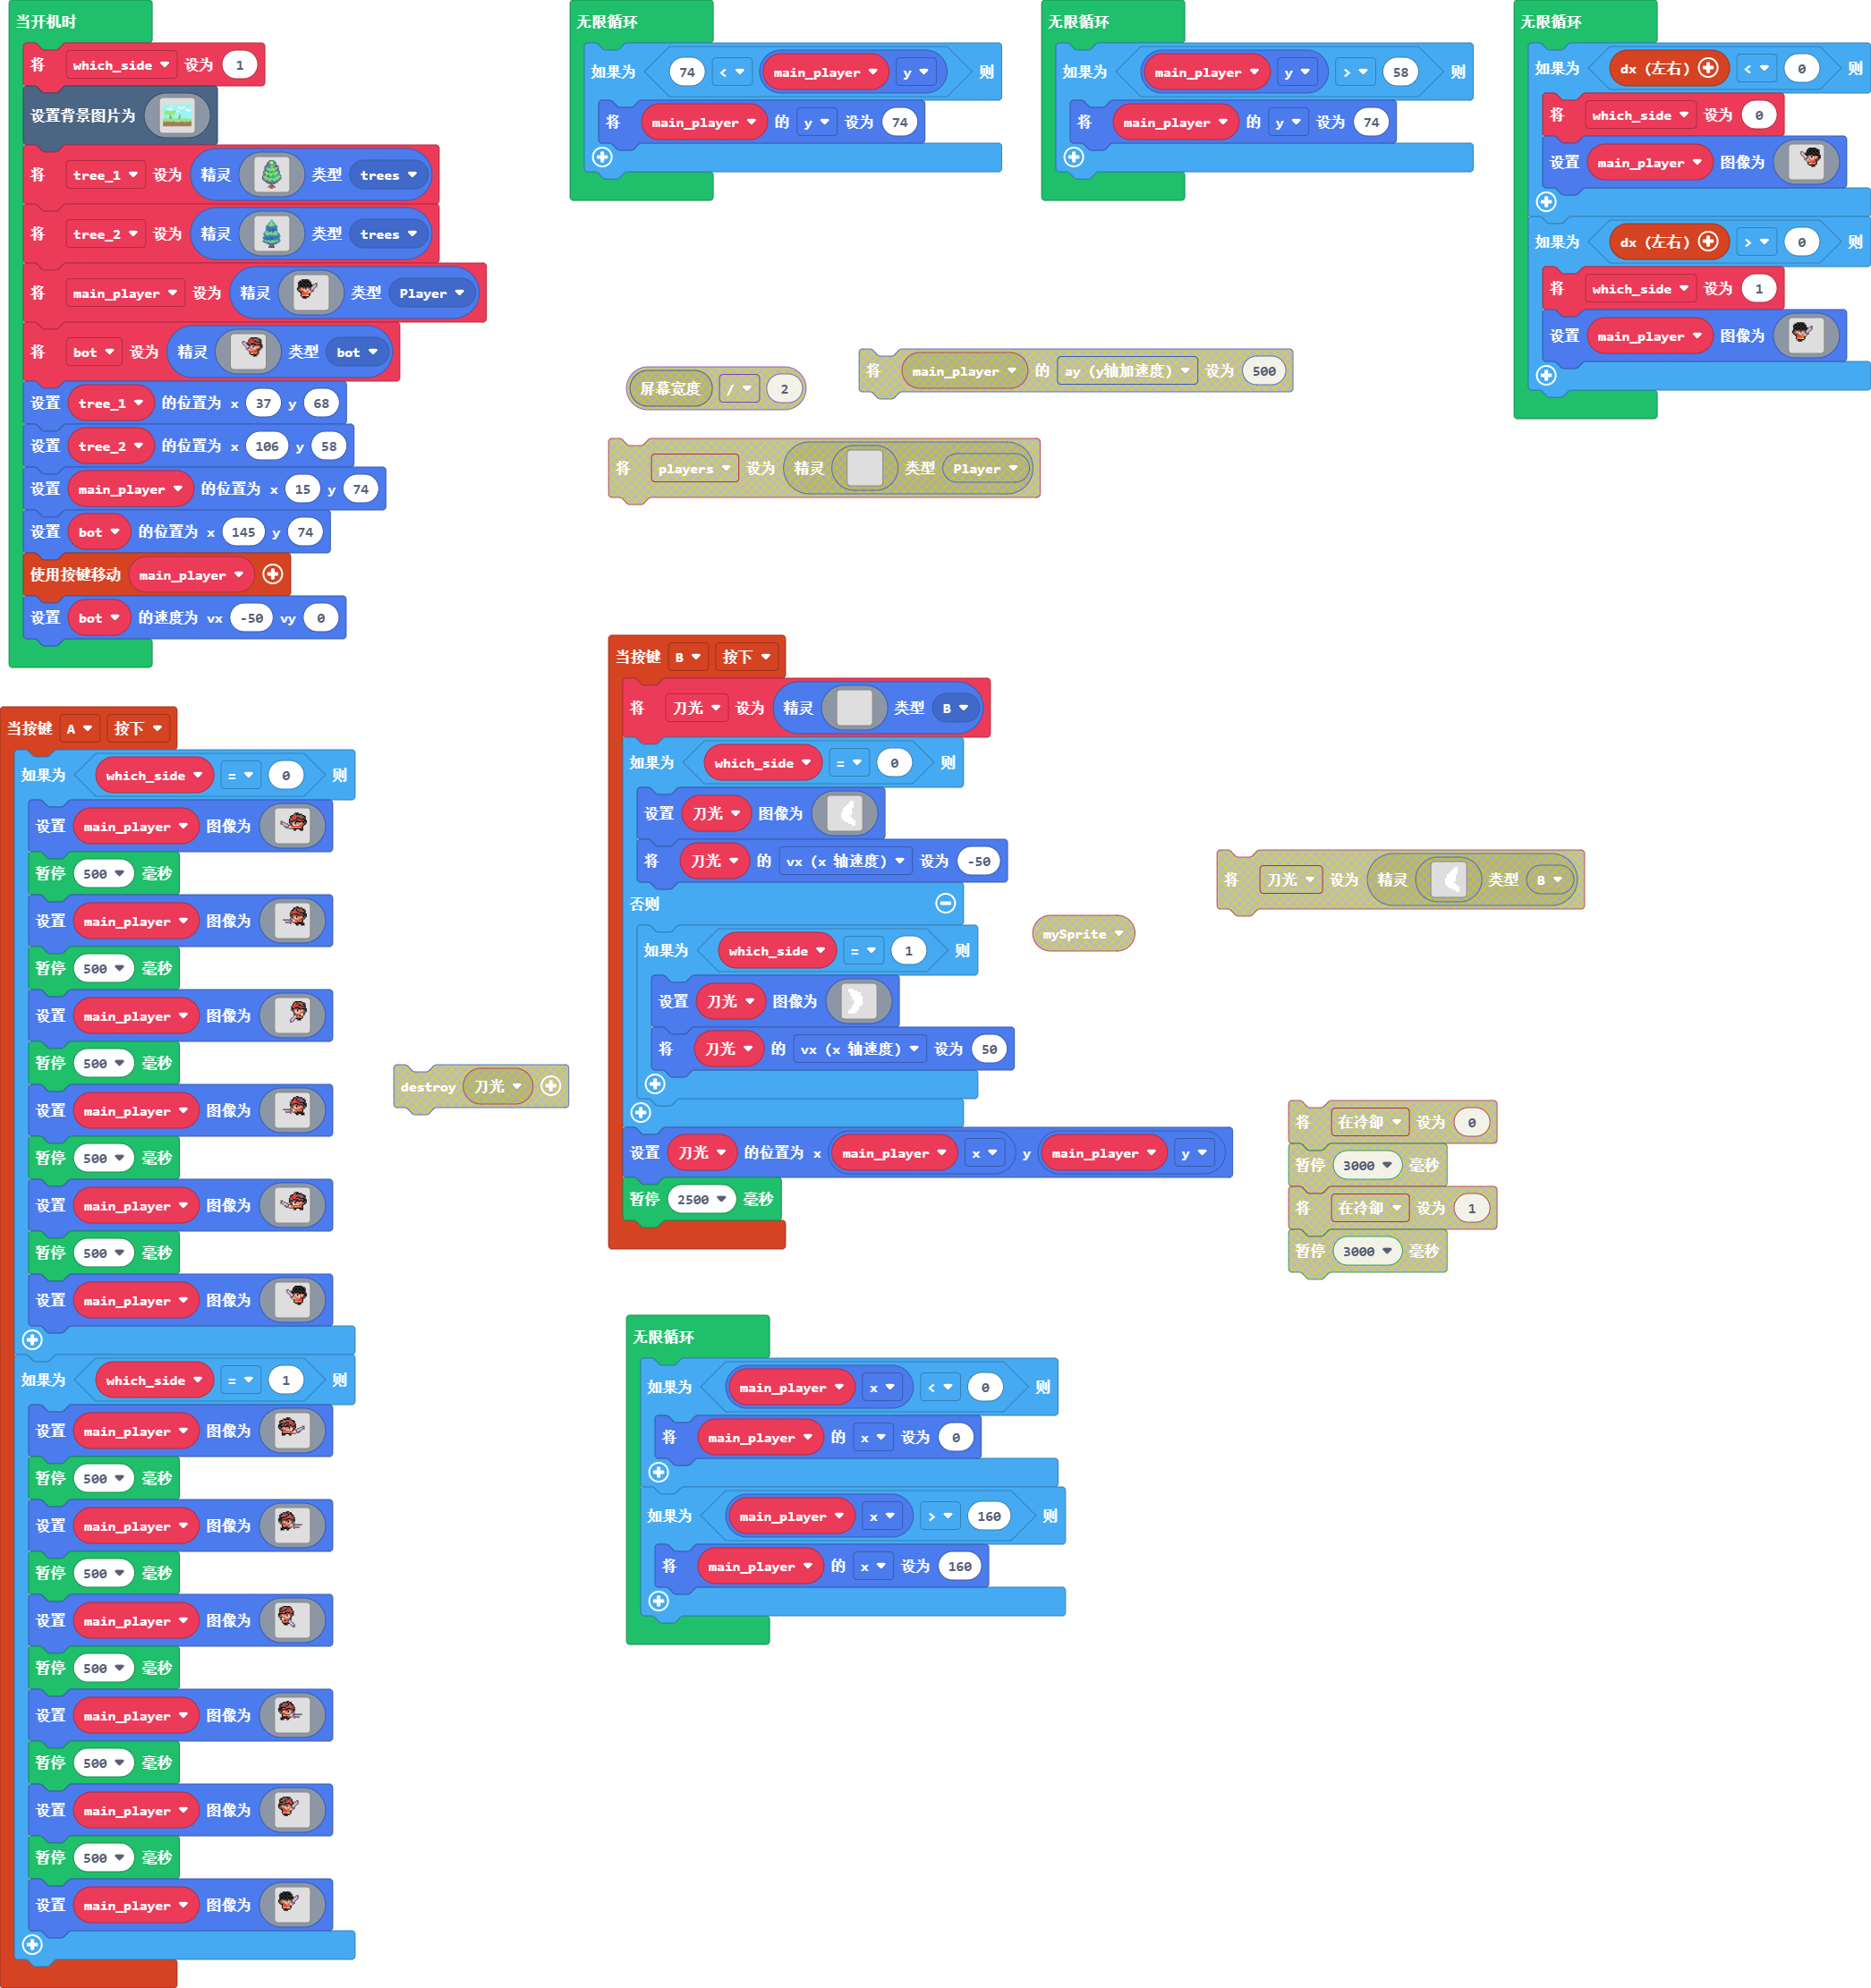 当开机时
将 which_side 设为 1
设置背景图片为
将 tree_1 设为 精灵 类型 trees
将 tree_2 设为 精灵 类型 trees
将 main_player 设为 精灵 类型 Player
将 bot 设为 精灵 类型 bot
设置 tree_1 的位置为 x 37 y 68
设置 tree_2 的位置为 x 106 y 58
设置 main_player 的位置为 x 15 y 74
设置 bot 的位置为 x 145 y 74
使用按键移动 main_player
设置 bot 的速度为 vx -50 vy 0
无限循环
如果为 74 < main_player y 则
将 main_player 的 y 设为 74
无限循环
如果为 main_player y > 58 则
将 main_player 的 y 设为 74
无限循环
如果为 dx (左右) < 0 则
将 which_side 设为 0
设置 main_player 图像为
如果为 dx (左右) > 0 则
将 which_side 设为 1
设置 main_player 图像为
屏幕宽度 / 2
将 main_player 的 ay (y轴加速度) 设为 500
将 players 设为 精灵 类型 Player
当按键 A 按下
如果为 which_side = 0 则
设置 main_player 图像为
暂停 500 毫秒
设置 main_player 图像为
暂停 500 毫秒
设置 main_player 图像为
暂停 500 毫秒
设置 main_player 图像为
暂停 500 毫秒
设置 main_player 图像为
暂停 500 毫秒
设置 main_player 图像为
如果为 which_side = 1 则
设置 main_player 图像为
暂停 500 毫秒
设置 main_player 图像为
暂停 500 毫秒
设置 main_player 图像为
暂停 500 毫秒
设置 main_player 图像为
暂停 500 毫秒
设置 main_player 图像为
暂停 500 毫秒
设置 main_player 图像为
destroy 刀光
当按键 B 按下
将 刀光 设为 精灵 类型 B
如果为 which_side = 0 则
设置 刀光 图像为
将 刀光 的 vx (x 轴速度) 设为 -50
否则
如果为 which_side = 1 则
设置 刀光 图像为
将 刀光 的 vx (x 轴速度) 设为 50
设置 刀光 的位置为 x main_player x y main_player y
暂停 2500 毫秒
mySprite
将 刀光 设为 精灵 类型 B
将 在冷却 设为 0
暂停 3000 毫秒
将 在冷却 设为 1
暂停 3000 毫秒
无限循环
如果为 main_player x < 0 则
将 main_player 的 x 设为 0
如果为 main_player x > 160 则
将 main_player 的 x 设为 160